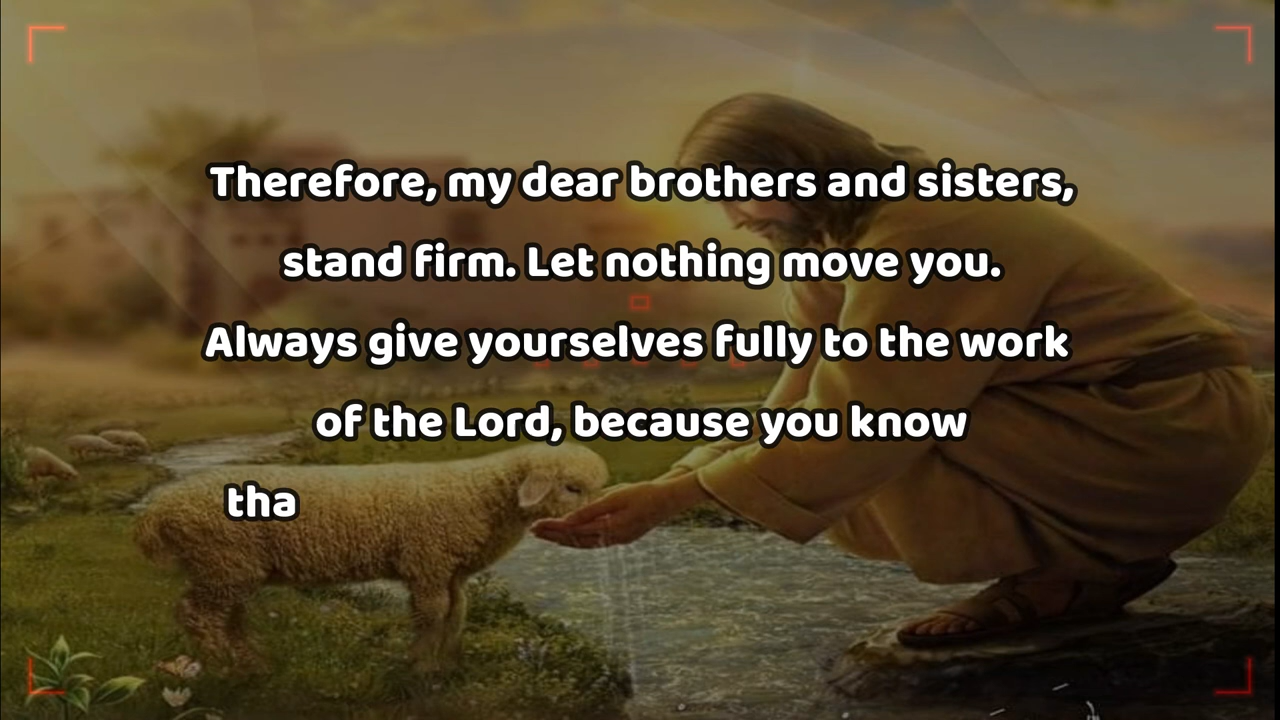 Therefore, my dear brothers and sisters,
stand firm. Let nothing move you.
Always give yourselves fully to the work
of the Lord, because you know
tha